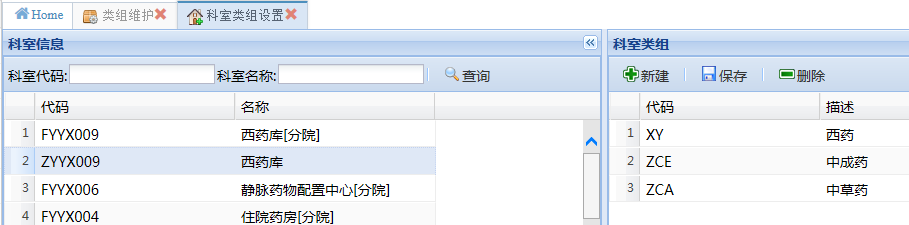 Home 类组维护 科室类组设置
科室信息 科室类组
科室代码: 科室名称: 查询 新建 保存 删除
代码 名称 代码 描述
1 FYYX009 西药库[分院] 1 XY 西药
2 ZYYX009 西药库 2 ZCE 中成药
3 FYYX006 静脉药物配置中心[分院] 3 ZCA 中草药
4 FYYX004 住院药房[分院]